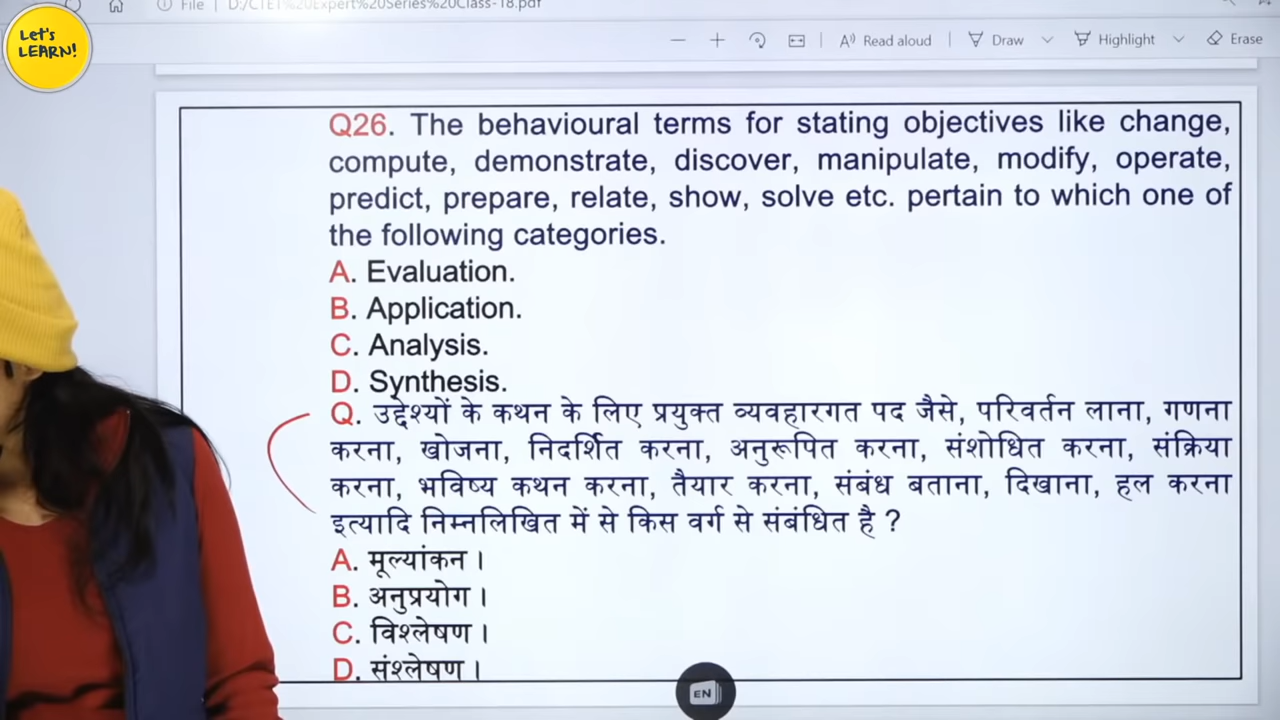 Let's
LEARN!
File | D:/CTET%20Expert%20Series%20Class-18.pdf
Read aloud
Draw
Highlight
Erase
Q26. The behavioural terms for stating objectives like change,
compute, demonstrate, discover, manipulate, modify, operate,
predict, prepare, relate, show, solve etc. pertain to which one of
the following categories.
A. Evaluation.
B. Application.
C. Analysis.
D. Synthesis.
Q. उद्देश्यों के कथन के लिए प्रयुक्त व्यवहारगत पद जैसे, परिवर्तन लाना, गणना
करना, खोजना, निदर्शित करना, अनुरूपित करना, संशोधित करना, संक्रिया
करना, भविष्य कथन करना, तैयार करना, संबंध बताना, दिखाना, हल करना
इत्यादि निम्नलिखित में से किस वर्ग से संबंधित है ?
A. मूल्यांकन ।
B. अनुप्रयोग ।
C. विश्लेषण ।
D. संश्लेषण ।
EN